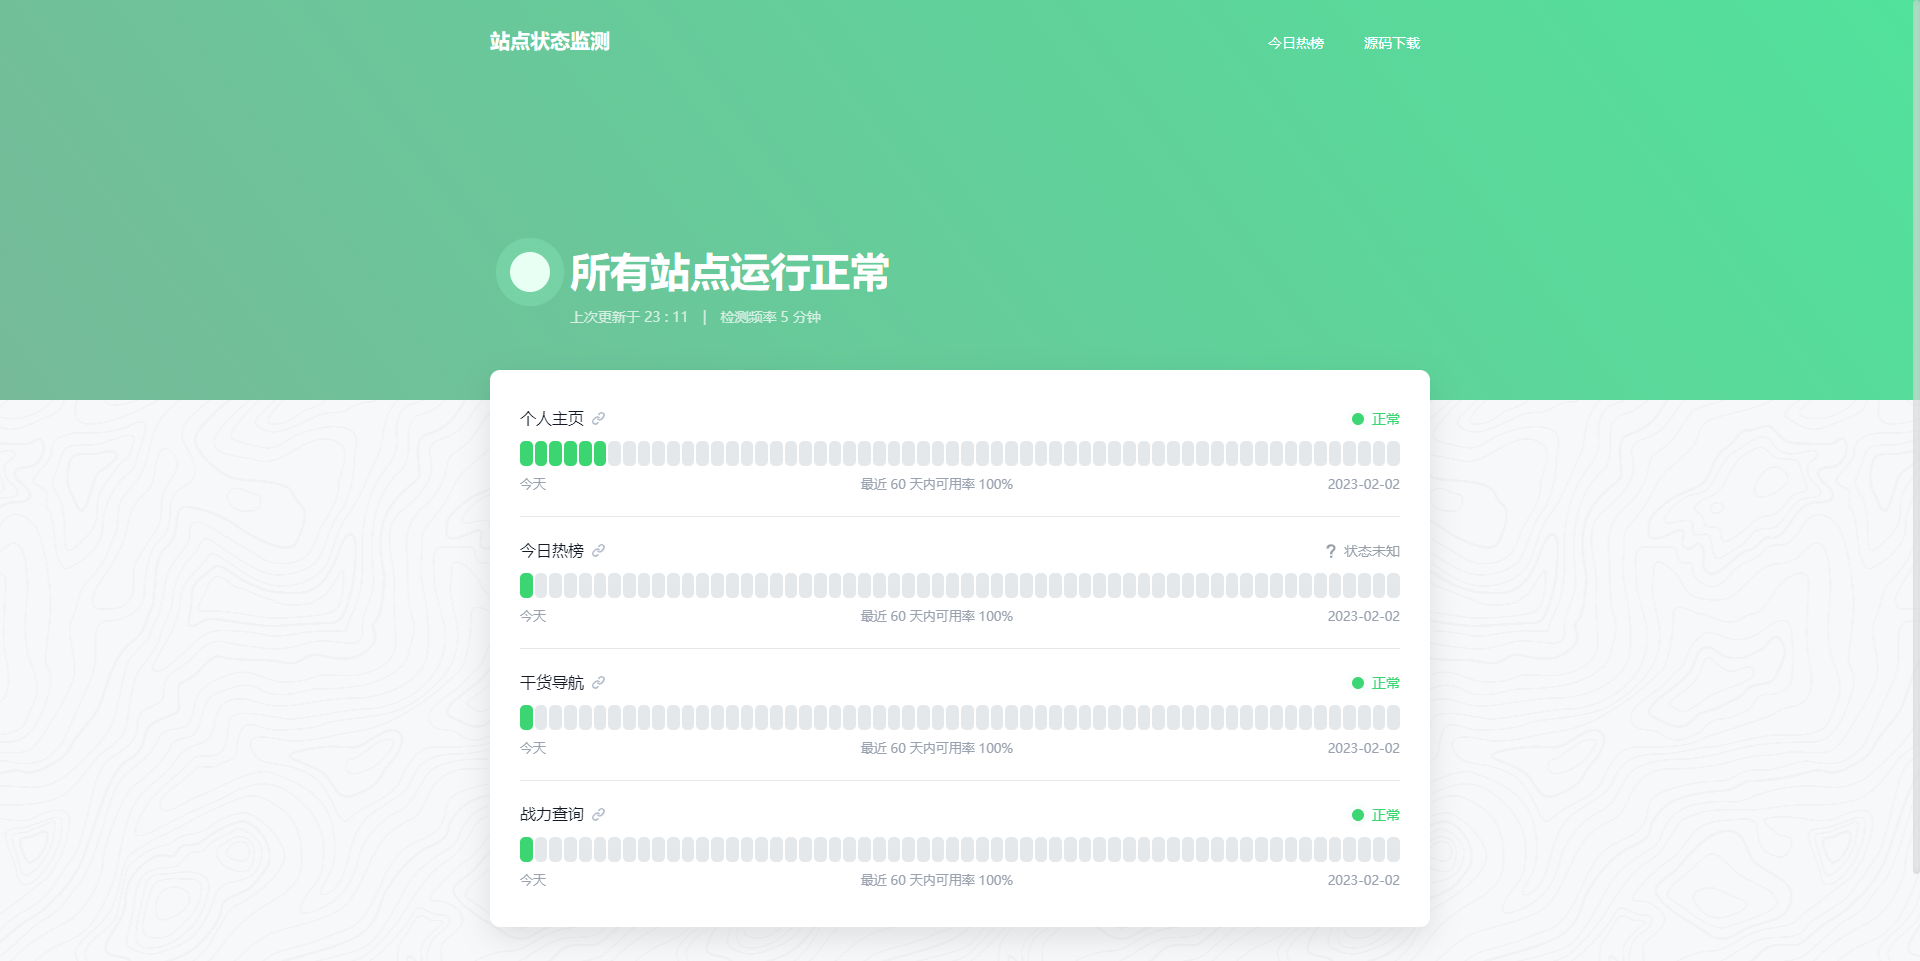 站点状态监测
今日热榜 源码下载
所有站点运行正常
上次更新于 23 : 11 | 检测频率 5 分钟
个人主页 正常
今天 最近 60 天内可用率 100% 2023-02-02
今日热榜 ? 状态未知
今天 最近 60 天内可用率 100% 2023-02-02
干货导航 正常
今天 最近 60 天内可用率 100% 2023-02-02
战力查询 正常
今天 最近 60 天内可用率 100% 2023-02-02